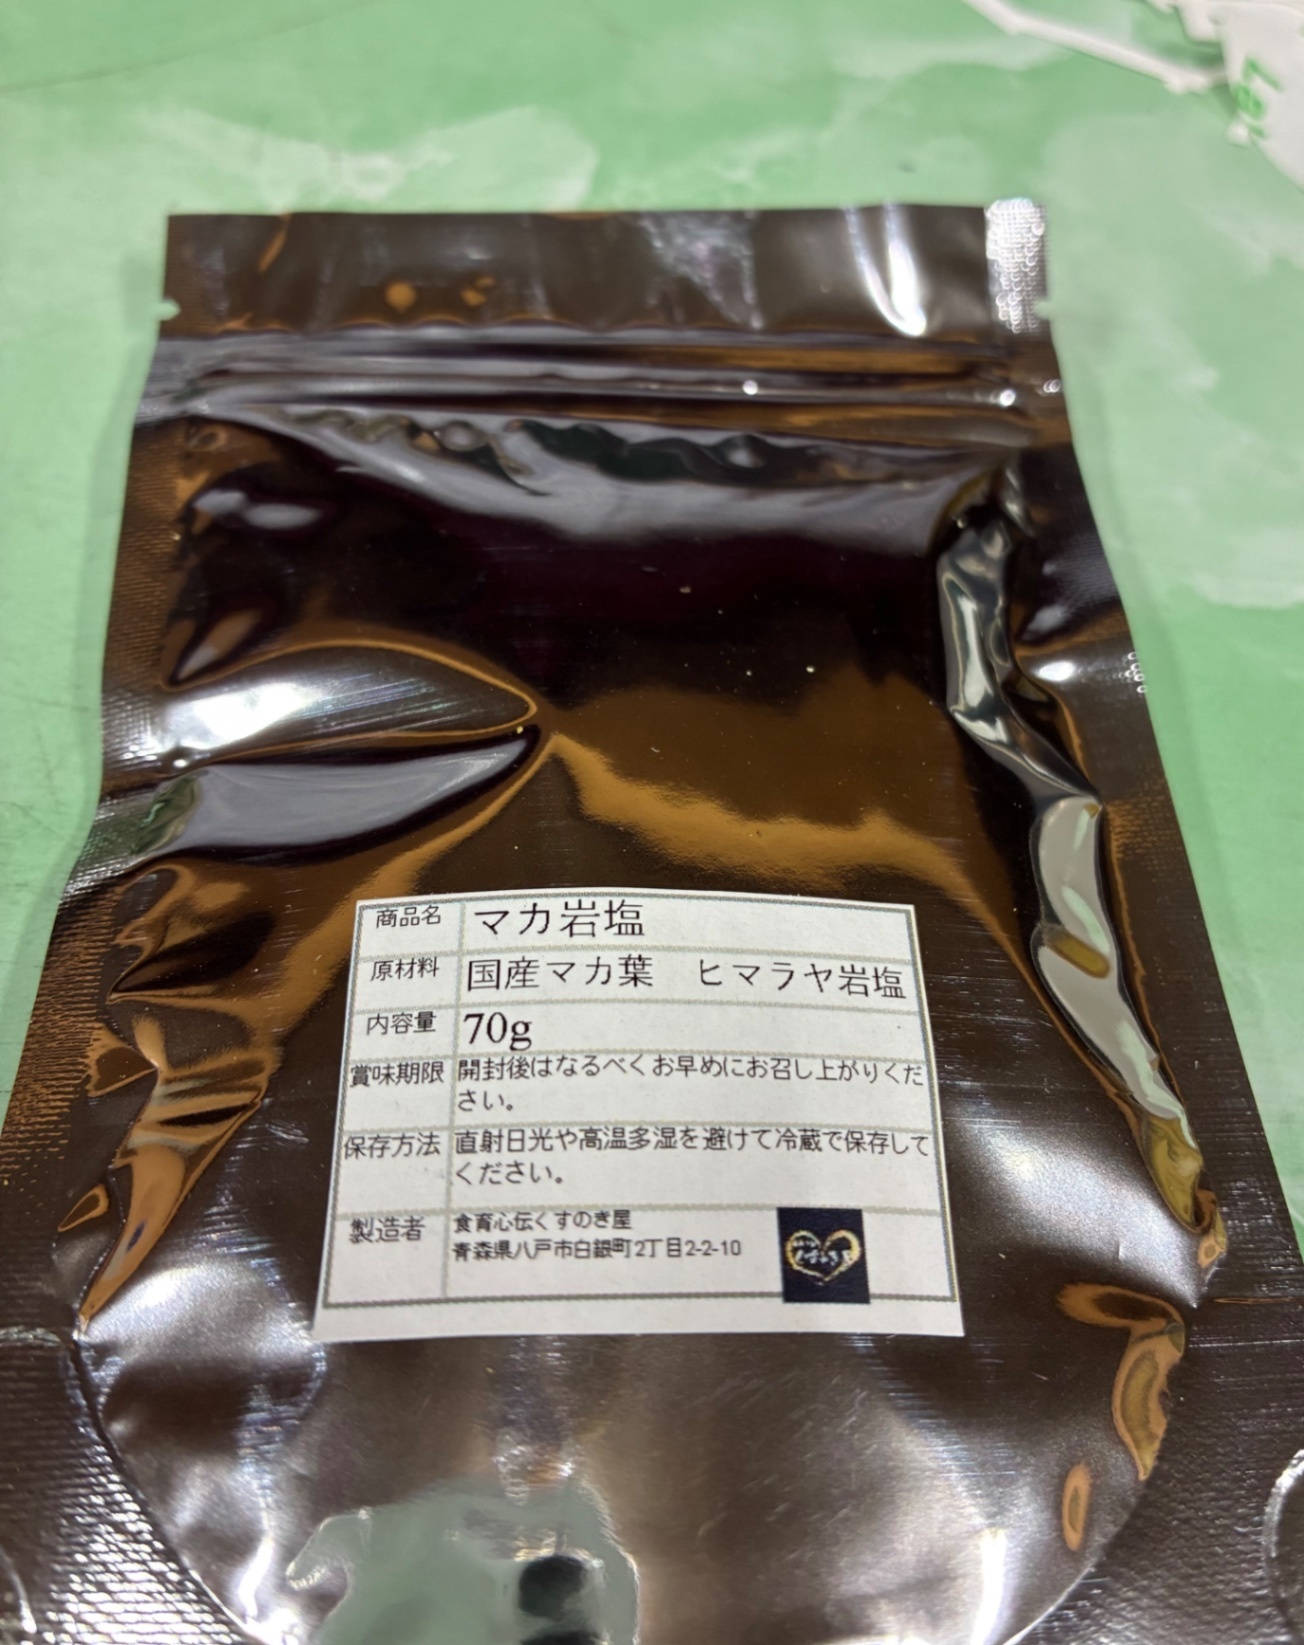 商品名 マカ岩塩
原材料 国産マカ葉 ヒマラヤ岩塩
内容量 70g
賞味期限 開封後はなるべくお早めにお召し上がりくだ
さい。
保存方法 直射日光や高温多湿を避けて冷蔵で保存して
ください。
製造者 食育心伝くすのき屋
青森県八戸市白銀町2丁目2-2-10
くすのき屋